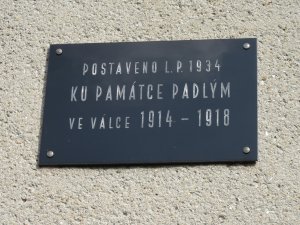 POSTAVENO L.P. 1934
KU PAMÁTCE PADLÝM
VE VÁLCE 1914 - 1918